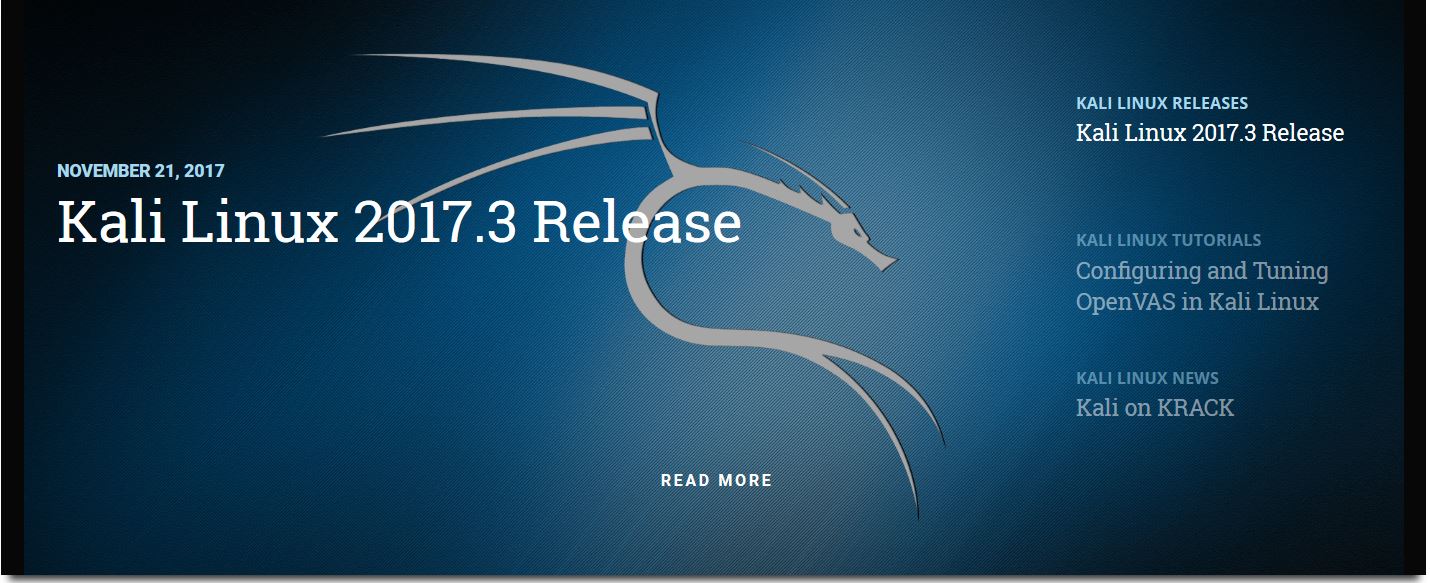 NOVEMBER 21, 2017
Kali Linux 2017.3 Release
READ MORE
KALI LINUX RELEASES
Kali Linux 2017.3 Release
KALI LINUX TUTORIALS
Configuring and Tuning
OpenVAS in Kali Linux
KALI LINUX NEWS
Kali on KRACK